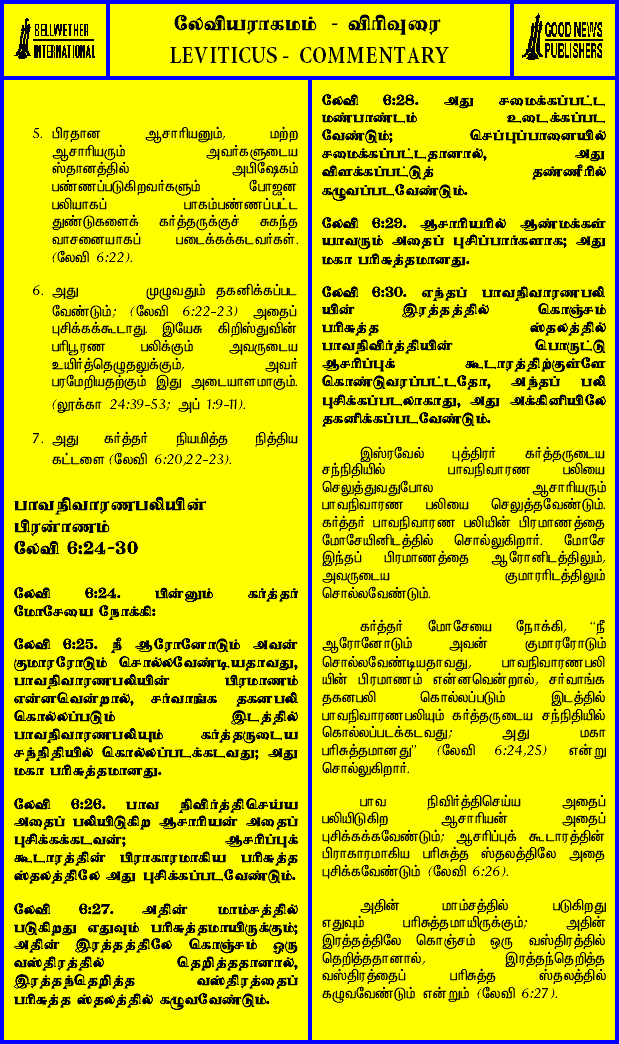 BELLWETHER
INTERNATIONAL
லேவியராகமம் - விரிவுரை
LEVITICUS - COMMENTARY
GOOD NEWS
PUBLISHERS
5. பிரதான ஆசாரியனும், மற்ற
ஆசாரியரும் அவர்களுடைய
ஸ்தானத்தில் அபிஷேகம்
பண்ணப்படுகிறவர்களும் போஜன
பலியாகப் பாகம்பண்ணப்பட்ட
துண்டுகளைக் கர்த்தருக்குச் சுகந்த
வாசனையாகப் படைக்கக்கடவர்கள்.
(லேவி 6:22).
6. அது முழுவதும் தகனிக்கப்பட
வேண்டும்; (லேவி 6:22-23) அதைப்
புசிக்கக்கூடாது. இயேசு கிறிஸ்துவின்
பரிபூரண பலிக்கும் அவருடைய
உயிர்த்தெழுதலுக்கும், அவர்
பரமேறியதற்கும் இது அடையாளமாகும்.
(லூக்கா 24:39-53; அப் 1:9-11).
7. அது கர்த்தர் நியமித்த நித்திய
கட்டளை (லேவி 6:20,22-23).
பாவநிவாரணபலியின்
பிரனாணம்
லேவி 6:24-30
லேவி 6:24. பின்னும் கர்த்தர்
மோசேயை நோக்கி:
லேவி 6:25. நீ ஆரோனோடும் அவன்
குமாரரோடும் சொல்லவேண்டியதாவது,
பாவநிவாரணபலியின் பிரமாணம்
என்னவென்றால், சர்வாங்க தகனபலி
கொல்லப்படும் இடத்தில்
பாவநிவாரணபலியும் கர்த்தருடைய
சந்நிதியில் கொல்லப்படக்கடவது; அது
மகா பரிசுத்தமானது.
லேவி 6:26. பாவ நிவிர்த்திசெய்ய
அதைப் பலியிடுகிற ஆசாரியன் அதைப்
புசிக்கக்கடவன்; ஆசரிப்புக்
கூடாரத்தின் பிராகாரமாகிய பரிசுத்த
ஸ்தலத்திலே அது புசிக்கப்படவேண்டும்.
லேவி 6:27. அதின் மாம்சத்தில்
படுகிறது எதுவும் பரிசுத்தமாயிருக்கும்;
அதின் இரத்தத்திலே கொஞ்சம் ஒரு
வஸ்திரத்தில் தெறித்ததானால்,
இரத்தந்தெறித்த வஸ்திரத்தைப்
பரிசுத்த ஸ்தலத்தில் கழுவவேண்டும்.
லேவி 6:28. அது சமைக்கப்பட்ட
மண்பாண்டம் உடைக்கப்பட
வேண்டும்; செப்புப்பானையில்
சமைக்கப்பட்டதானால், அது
விளக்கப்பட்டுத் தண்ணீரில்
கழுவப்படவேண்டும்.
லேவி 6:29. ஆசாரியரில் ஆண்மக்கள்
யாவரும் அதைப் புசிப்பார்களாக; அது
மகா பரிசுத்தமானது.
லேவி 6:30. எந்தப் பாவநிவாரணபலி
யின் இரத்தத்தில் கொஞ்சம்
பரிசுத்த ஸ்தலத்தில்
பாவநிவிர்த்தியின் பொருட்டு
ஆசரிப்புக் கூடாரத்திற்குள்ளே
கொண்டுவரப்பட்டதோ, அந்தப் பலி
புசிக்கப்படலாகாது, அது அக்கினியிலே
தகனிக்கப்படவேண்டும்.
இஸ்ரவேல் புத்திரர் கர்த்தருடைய
சந்நிதியில் பாவநிவாரண பலியை
செலுத்துவதுபோல ஆசாரியரும்
பாவநிவாரண பலியை செலுத்தவேண்டும்.
கர்த்தர் பாவநிவாரண பலியின் பிரமாணத்தை
மோசேயினிடத்தில் சொல்லுகிறார். மோசே
இந்தப் பிரமாணத்தை ஆரோனிடத்திலும்,
அவருடைய குமாரரிடத்திலும்
சொல்லவேண்டும்.
கர்த்தர் மோசேயை நோக்கி, "நீ
ஆரோனோடும் அவன் குமாரரோடும்
சொல்லவேண்டியதாவது, பாவநிவாரணபலி
யின் பிரமாணம் என்னவென்றால், சர்வாங்க
தகனபலி கொல்லப்படும் இடத்தில்
பாவநிவாரணபலியும் கர்த்தருடைய சந்நிதியில்
கொல்லப்படக்கடவது; அது மகா
பரிசுத்தமானது" (லேவி 6:24,25) என்று
சொல்லுகிறார்.
பாவ நிவிர்த்திசெய்ய அதைப்
பலியிடுகிற ஆசாரியன் அதைப்
புசிக்கக்கவேண்டும்; ஆசரிப்புக் கூடாரத்தின்
பிராகாரமாகிய பரிசுத்த ஸ்தலத்திலே அதை
புசிக்கவேண்டும் (லேவி 6:26).
அதின் மாம்சத்தில் படுகிறது
எதுவும் பரிசுத்தமாயிருக்கும்; அதின்
இரத்தத்திலே கொஞ்சம் ஒரு வஸ்திரத்தில்
தெறித்ததானால், இரத்தந்தெறித்த
வஸ்திரத்தைப் பரிசுத்த ஸ்தலத்தில்
கழுவவேண்டும் என்றும் (லேவி 6:27).